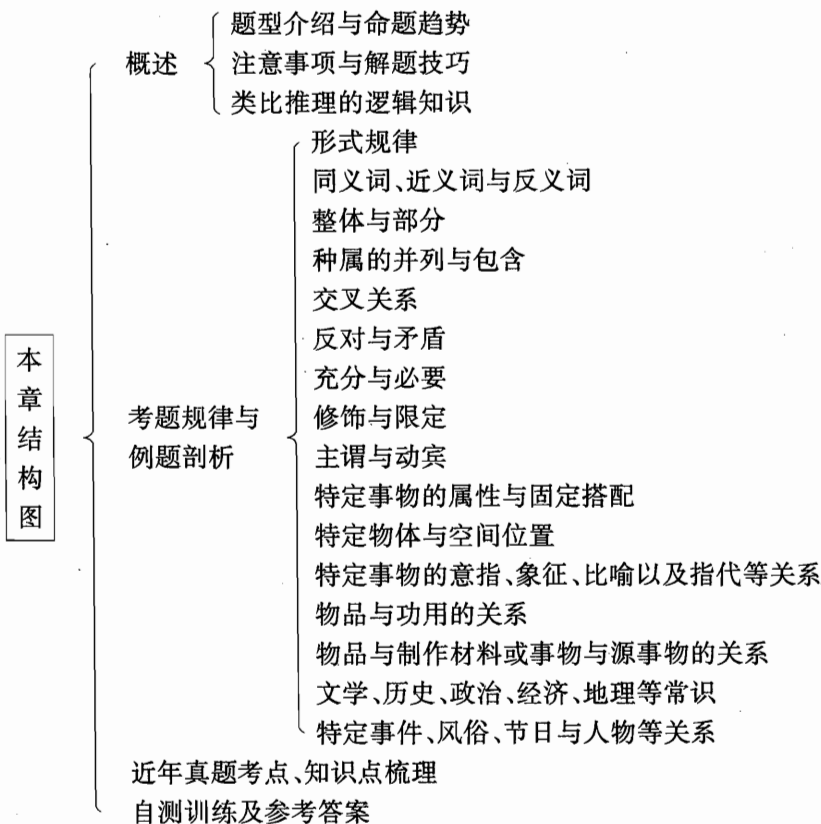 本章结构图
概述
题型介绍与命题趋势
注意事项与解题技巧
类比推理的逻辑知识
考题规律与
例题剖析
形式规律
同义词、近义词与反义词
整体与部分
种属的并列与包含
交叉关系
反对与矛盾
充分与必要
修饰与限定
主谓与动宾
特定事物的属性与固定搭配
特定物体与空间位置
特定事物的意指、象征、比喻以及指代等关系
物品与功用的关系
物品与制作材料或事物与源事物的关系
文学、历史、政治、经济、地理等常识
特定事件、风俗、节日与人物等关系
近年真题考点、知识点梳理
自测训练及参考答案